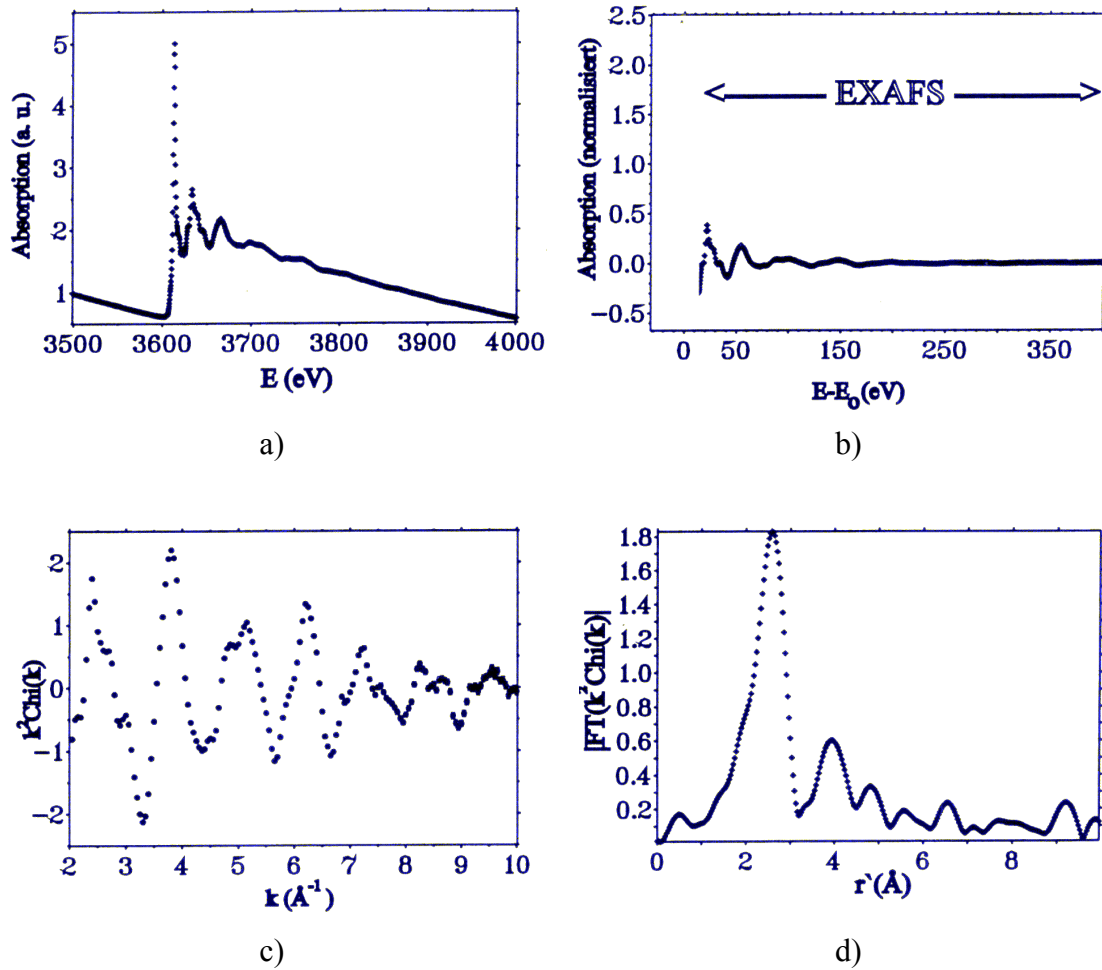 Absorption (a. u.)
5
4
3
2
1
3500 3600 3700 3800 3900 4000
E (eV)
a)
Absorption (normalisiert)
2.5
2.0
1.5
1.0
0.5
0.0
−0.5
EXAFS
0 50 150 250 350
E-E₀(eV)
b)
k²Chi(k)
2
1
0
−1
−2
2 3 4 5 6 7 8 9 10
k (Å⁻¹)
c)
|FT(k²Chi(k)|
1.8
1.6
1.4
1.2
1.0
0.8
0.6
0.4
0.2
0 2 4 6 8
r`(Å)
d)